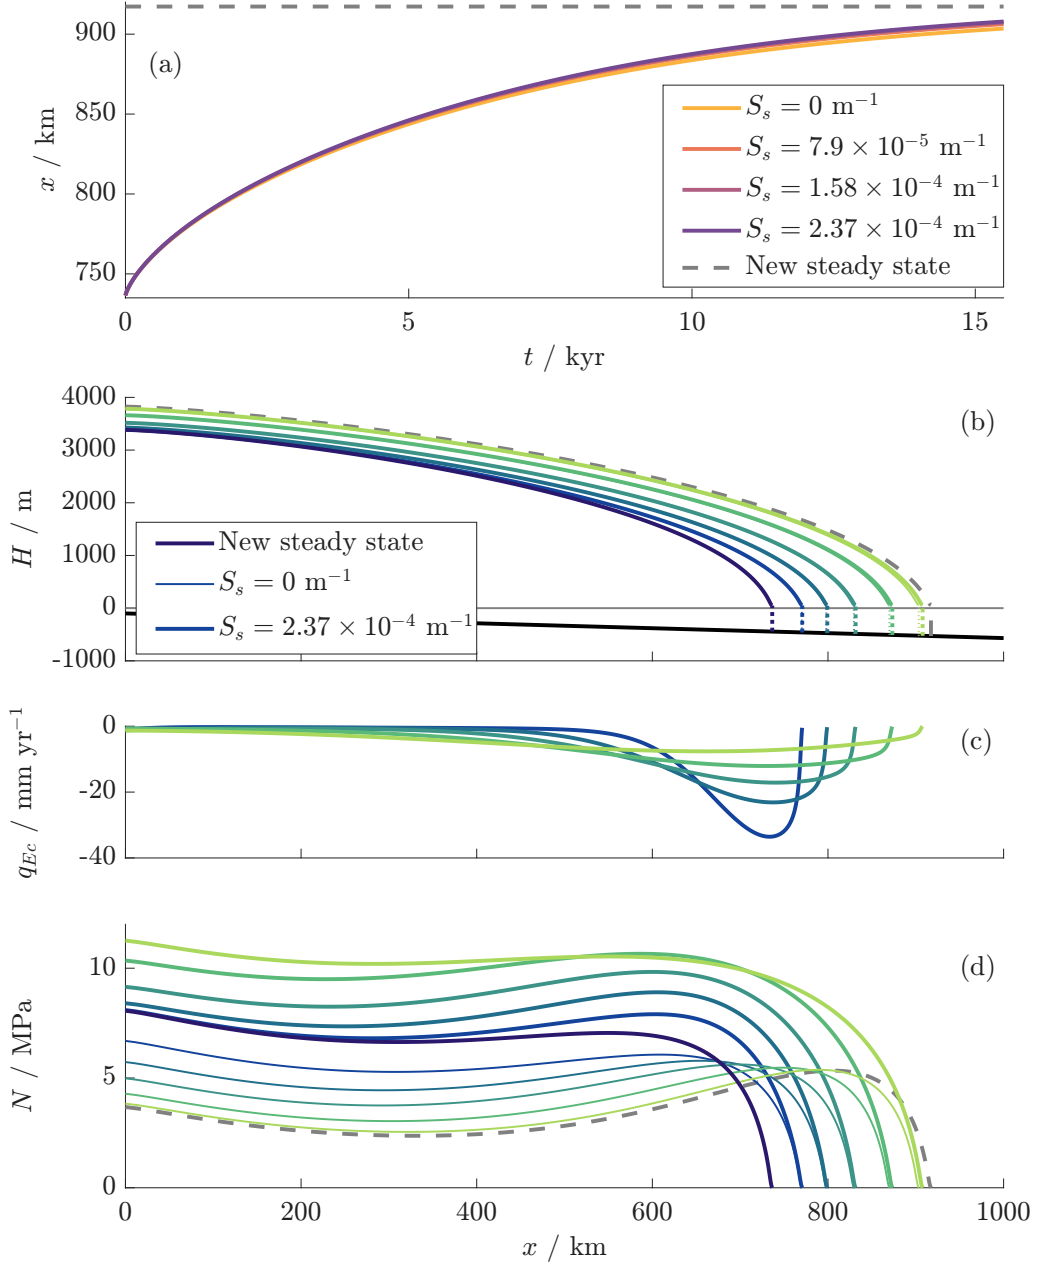 900
850
800
750
x / km
(a)
S_s = 0 m⁻¹
S_s = 7.9 × 10⁻⁵ m⁻¹
S_s = 1.58 × 10⁻⁴ m⁻¹
S_s = 2.37 × 10⁻⁴ m⁻¹
New steady state
0 5 10 15
t / kyr
4000
3000
2000
1000
0
-1000
H / m
(b)
New steady state
S_s = 0 m⁻¹
S_s = 2.37 × 10⁻⁴ m⁻¹
0
-20
-40
q_Ec / mm yr⁻¹
(c)
10
5
0
N / MPa
(d)
0 200 400 600 800 1000
x / km